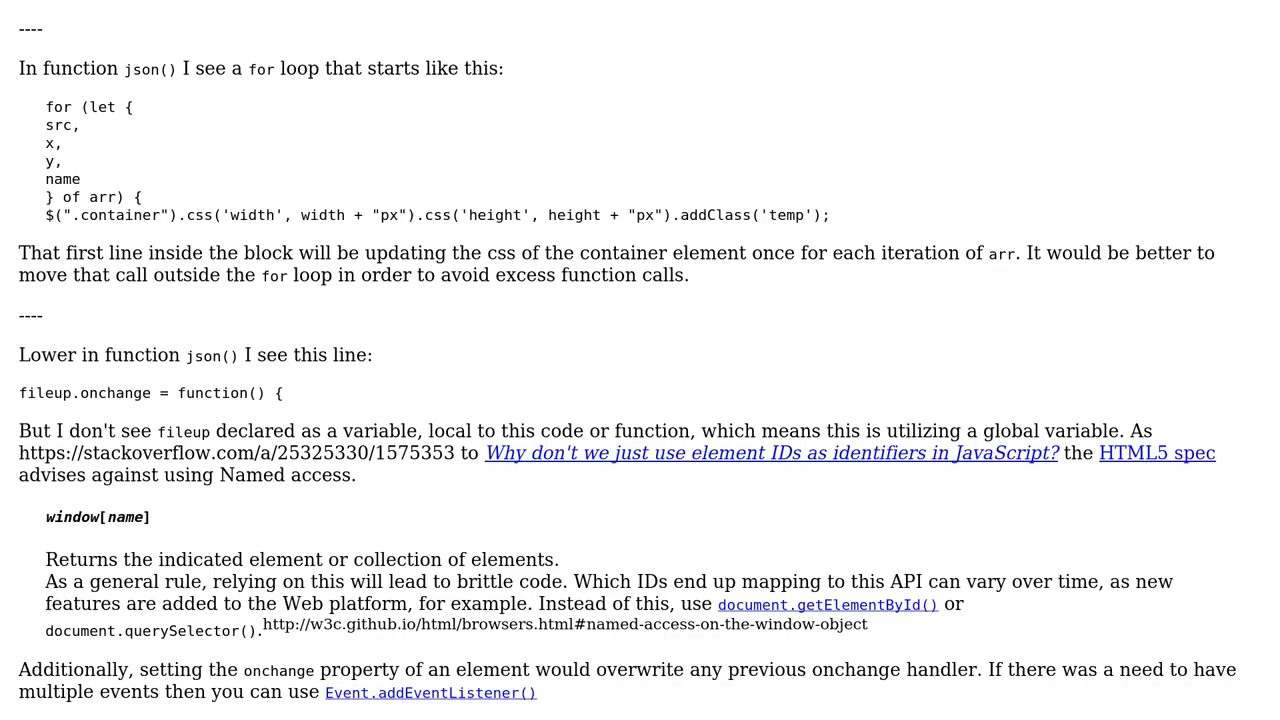 ----
In function json() I see a for loop that starts like this:
for (let {
src,
x,
y,
name
} of arr) {
$(".container").css('width', width + "px").css('height', height + "px").addClass('temp');
That first line inside the block will be updating the css of the container element once for each iteration of arr. It would be better to
move that call outside the for loop in order to avoid excess function calls.
----
Lower in function json() I see this line:
fileup.onchange = function() {
But I don't see fileup declared as a variable, local to this code or function, which means this is utilizing a global variable. As
https://stackoverflow.com/a/25325330/1575353 to Why don't we just use element IDs as identifiers in JavaScript? the HTML5 spec
advises against using Named access.
window[name]
Returns the indicated element or collection of elements.
As a general rule, relying on this will lead to brittle code. Which IDs end up mapping to this API can vary over time, as new
features are added to the Web platform, for example. Instead of this, use document.getElementById() or
document.querySelector().http://w3c.github.io/html/browsers.html#named-access-on-the-window-object
Additionally, setting the onchange property of an element would overwrite any previous onchange handler. If there was a need to have
multiple events then you can use Event.addEventListener()